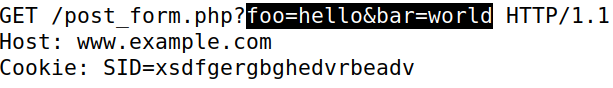 GET /post_form.php?foo=hello&bar=world HTTP/1.1
Host: www.example.com
Cookie: SID=xsdfgergbghedvrbeadv